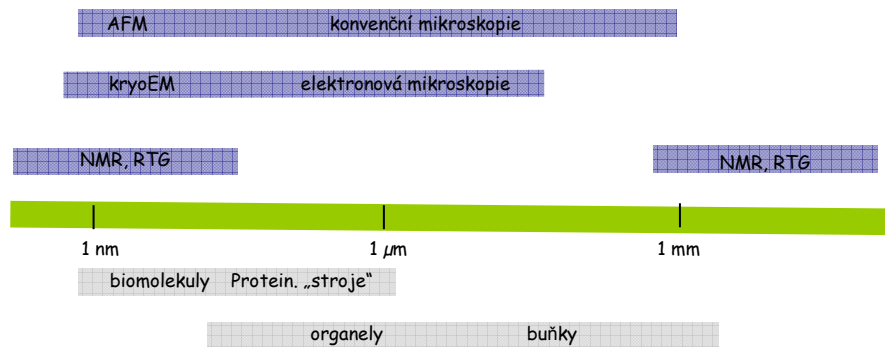 AFM konvenční mikroskopie
kryoEM elektronová mikroskopie
NMR, RTG NMR, RTG
1 nm 1 µm 1 mm
biomolekuly Protein. „stroje“
organely buňky